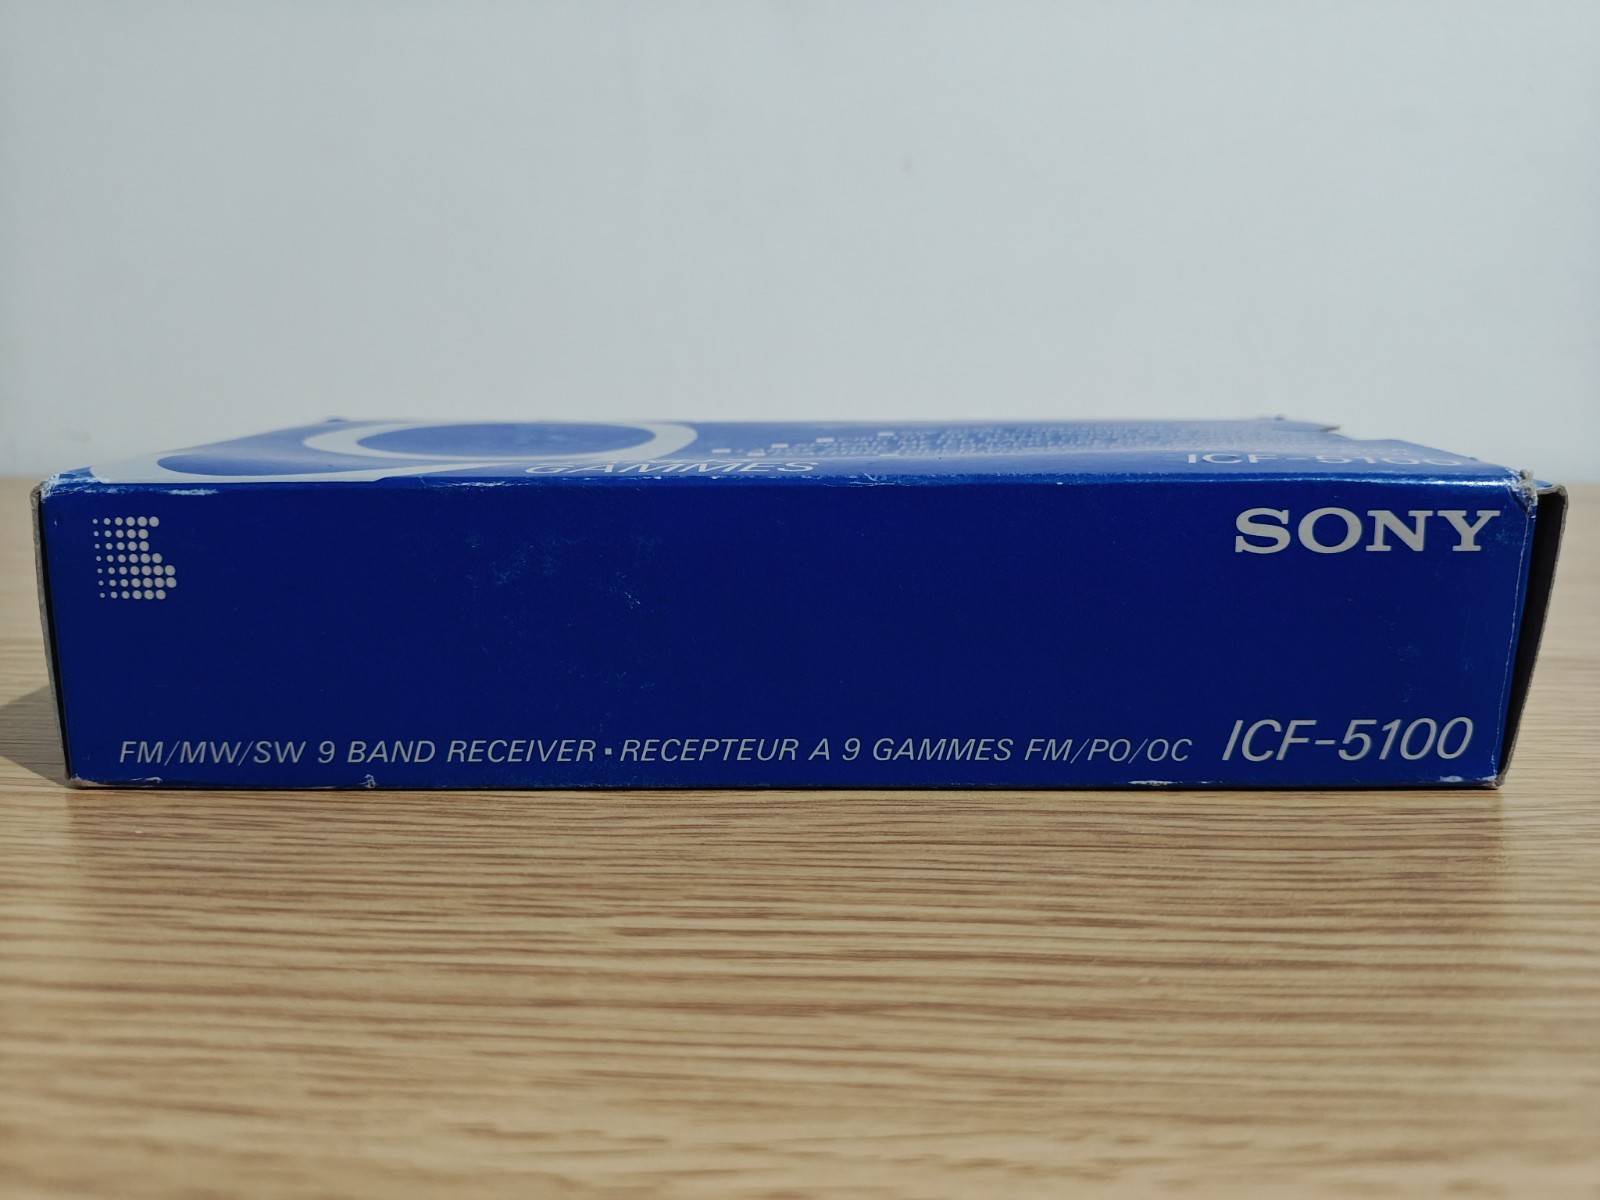 GAMMES
ICF-5100
SONY
FM/MW/SW 9 BAND RECEIVER ▪ RECEPTEUR A 9 GAMMES FM/PO/OC ICF-5100